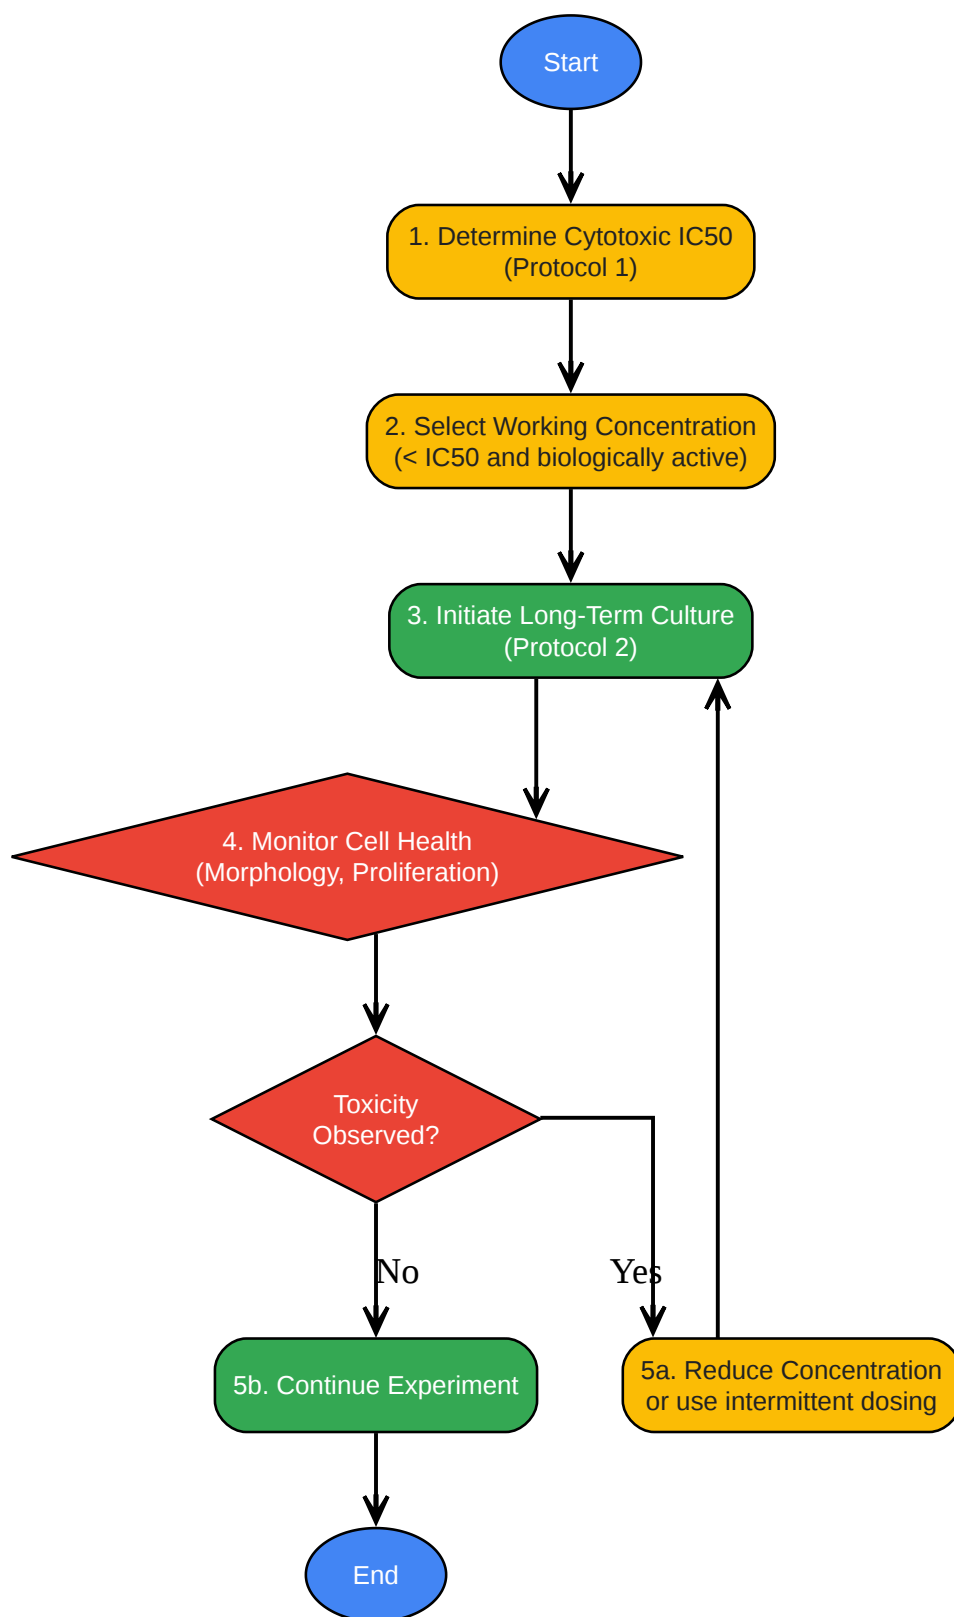 Start
1. Determine Cytotoxic IC50
(Protocol 1)
2. Select Working Concentration
(< IC50 and biologically active)
3. Initiate Long-Term Culture
(Protocol 2)
4. Monitor Cell Health
(Morphology, Proliferation)
Toxicity
Observed?
No
Yes
5b. Continue Experiment
5a. Reduce Concentration
or use intermittent dosing
End